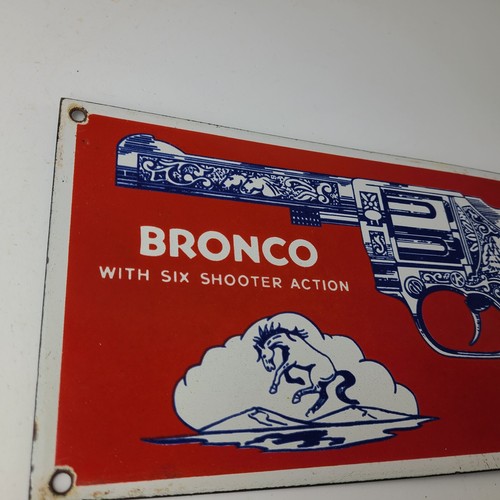 BRONCO
WITH SIX SHOOTER ACTION